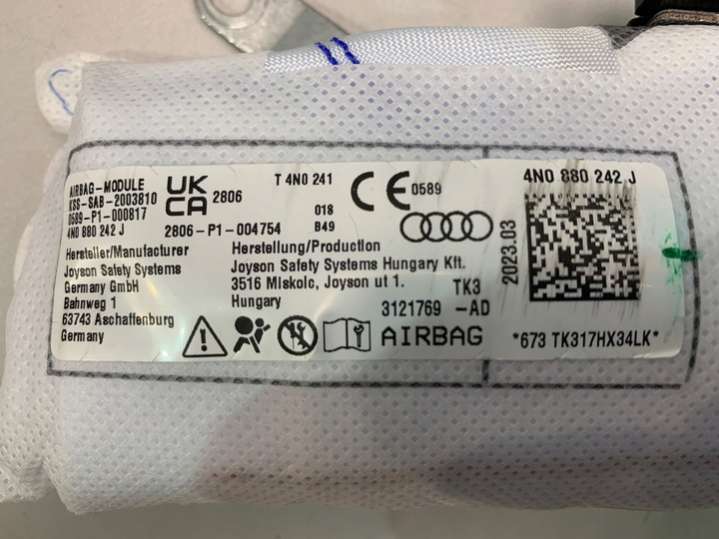 AIRBAG-MODULE
KSS-SAB-2003810
0589-P1-000817
4N0 880 242 J
UK
CA
2806
T 4N0 241
018
B49
2806-P1-004754
CE 0589
Hersteller/Manufacturer
Joyson Safety Systems
Germany GmbH
Bahnweg 1
63743 Aschaffenburg
Germany
Herstellung/Production
Joyson Safety Systems Hungary Kft.
3516 Miskolc, Joyson ut 1.
Hungary
TK3
3121769 -AD
AIRBAG
4N0 880 242 J
2023.03
*673 TK317HX34LK*